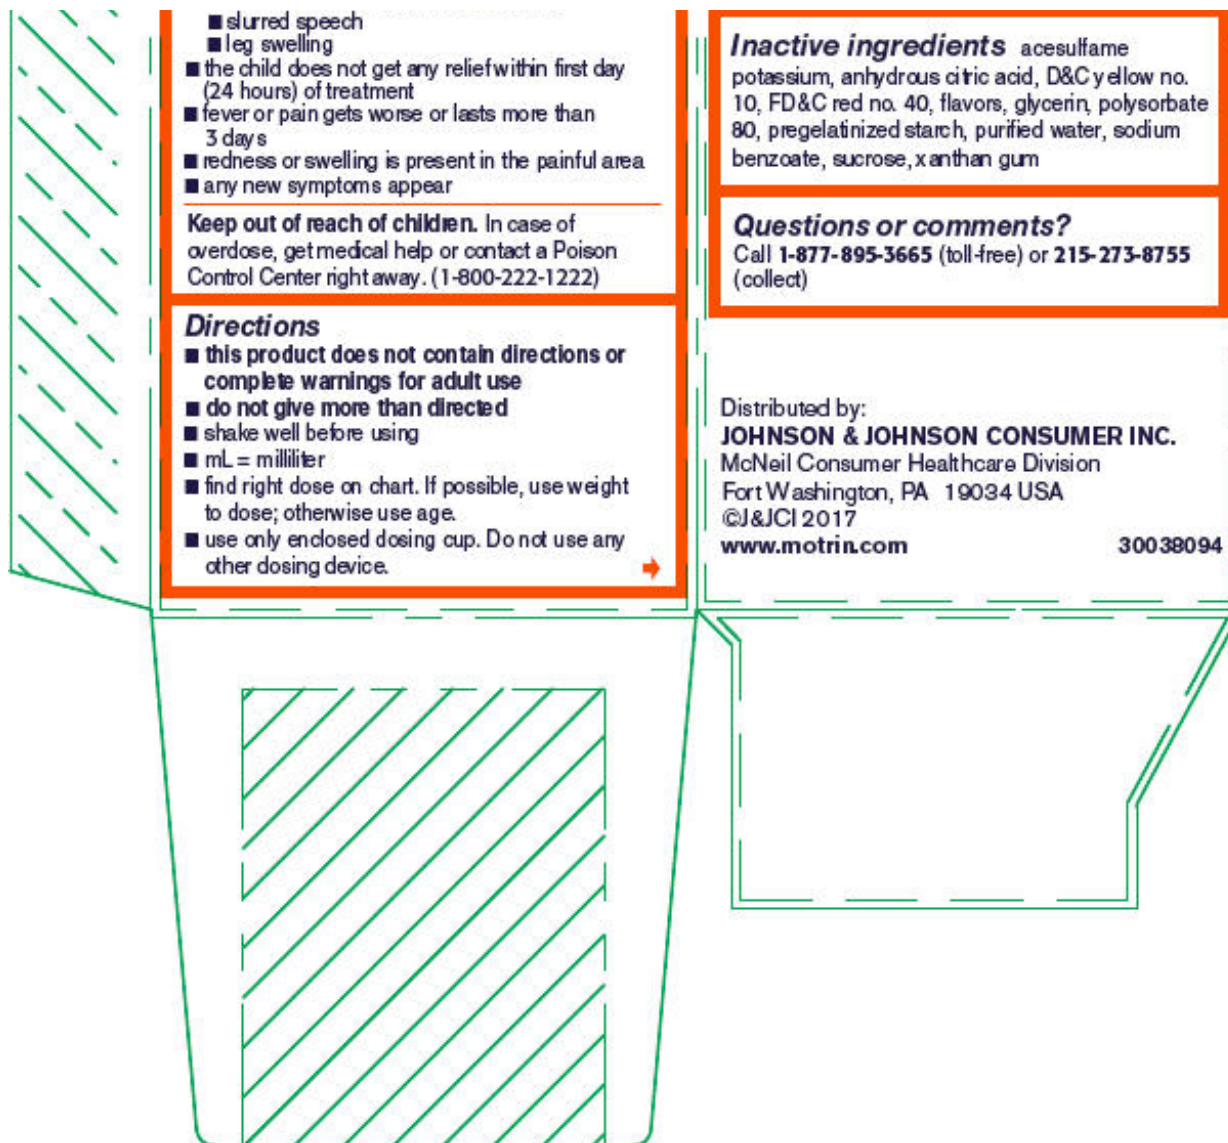 ■ slurred speech
■ leg swelling
■ the child does not get any relief within first day
(24 hours) of treatment
■ fever or pain gets worse or lasts more than
3 days
■ redness or swelling is present in the painful area
■ any new symptoms appear
Keep out of reach of children. In case of
overdose, get medical help or contact a Poison
Control Center right away. (1-800-222-1222)
Directions
■ this product does not contain directions or
complete warnings for adult use
■ do not give more than directed
■ shake well before using
■ mL = milliliter
■ find right dose on chart. If possible, use weight
to dose; otherwise use age.
■ use only enclosed dosing cup. Do not use any
other dosing device.
Inactive ingredients acesulfame
potassium, anhydrous citric acid, D&C yellow no.
10, FD&C red no. 40, flavors, glycerin, polysorbate
80, pregelatinized starch, purified water, sodium
benzoate, sucrose, xanthan gum
Questions or comments?
Call 1-877-895-3665 (toll-free) or 215-273-8755
(collect)
Distributed by:
JOHNSON & JOHNSON CONSUMER INC.
McNeil Consumer Healthcare Division
Fort Washington, PA 19034 USA
©J&JCI 2017
www.motrin.com 30038094